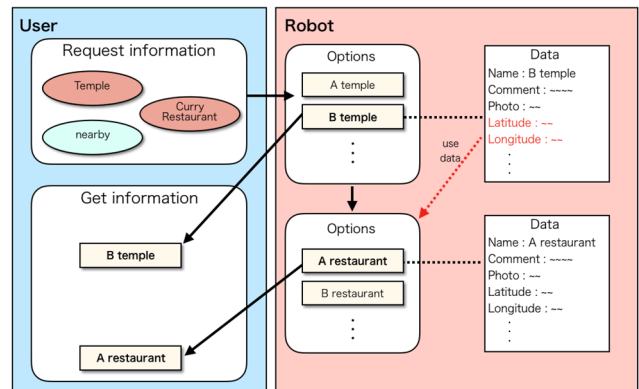 User
Request information
Temple
Curry
Restaurant
nearby
Get information
B temple
A restaurant
Robot
Options
A temple
B temple
Data
Name : B temple
Comment : ~~~~
Photo : ~~
Latitude : ~~
Longitude : ~~
use
data
Options
A restaurant
B restaurant
Data
Name : A restaurant
Comment : ~~~~
Photo : ~~
Latitude : ~~
Longitude : ~~